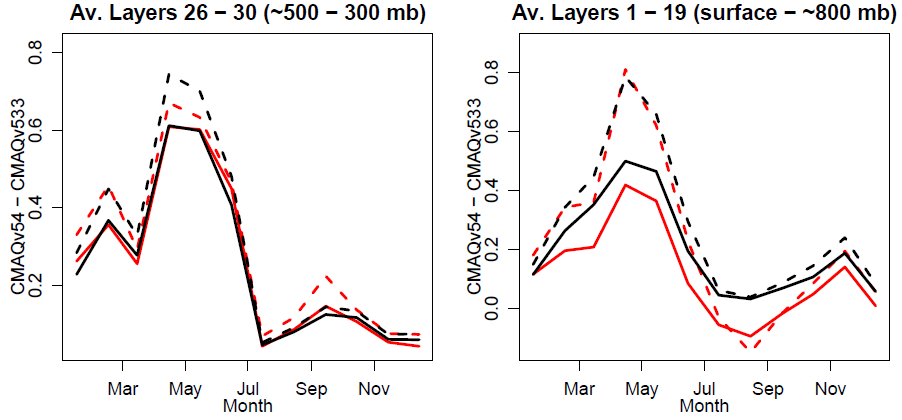 Av. Layers 26 − 30 (~500 − 300 mb)
CMAQv54 − CMAQv533
0.2 0.4 0.6 0.8
Mar May Jul Sep Nov
Month
Av. Layers 1 − 19 (surface − ~800 mb)
CMAQv54 − CMAQv533
0.0 0.2 0.4 0.6 0.8
Mar May Jul Sep Nov
Month